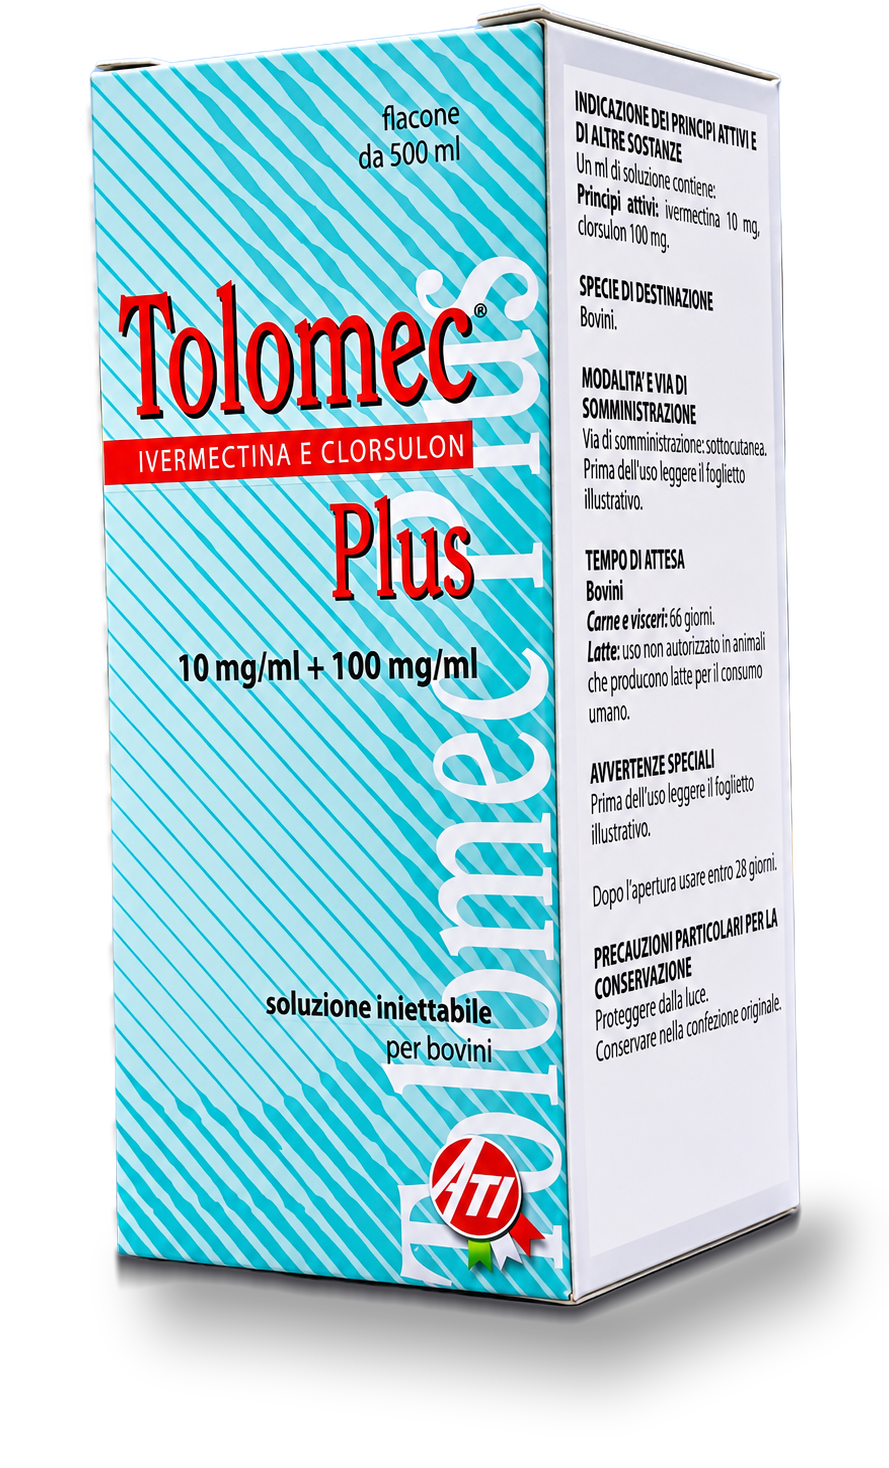 flacone
da 500 ml
Tolomec®
IVERMECTINA E CLORSULON
Plus
10 mg/ml + 100 mg/ml
soluzione iniettabile
per bovini
Tolomec Plus
ATI
INDICAZIONE DEI PRINCIPI ATTIVI E
DI ALTRE SOSTANZE
Un ml di soluzione contiene:
Principi attivi: ivermectina 10 mg,
clorsulon 100 mg.
SPECIE DI DESTINAZIONE
Bovini.
MODALITA' E VIA DI
SOMMINISTRAZIONE
Via di somministrazione: sottocutanea.
Prima dell'uso leggere il foglietto
illustrativo.
TEMPO DI ATTESA
Bovini
Carne e visceri: 66 giorni.
Latte: uso non autorizzato in animali
che producono latte per il consumo
umano.
AVVERTENZE SPECIALI
Prima dell'uso leggere il foglietto
illustrativo.
Dopo l'apertura usare entro 28 giorni.
PRECAUZIONI PARTICOLARI PER LA
CONSERVAZIONE
Proteggere dalla luce.
Conservare nella confezione originale.